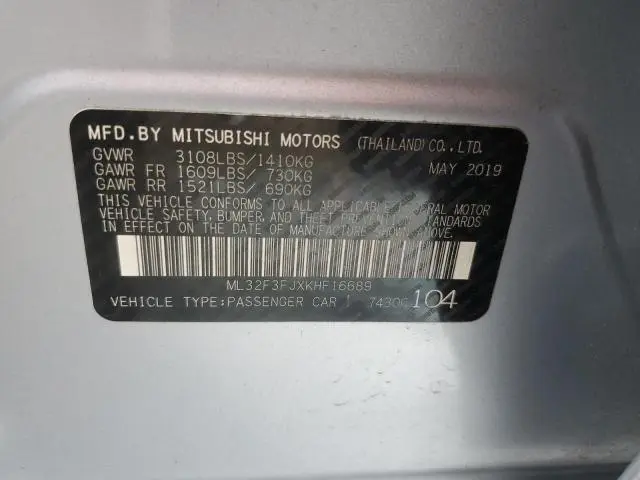 MFD.BY MITSUBISHI MOTORS (THAILAND)CO.,LTD.
GVWR 3108LBS/1410KG MAY 2019
GAWR FR 1609LBS/ 730KG
GAWR RR 1521LBS/ 690KG
THIS VEHICLE CONFORMS TO ALL APPLICABLE FEDERAL MOTOR
VEHICLE SAFETY, BUMPER, AND THEFT PREVENTION STANDARDS
IN EFFECT ON THE DATE OF MANUFACTURE SHOWN ABOVE.
ML32F3FJXKHF16689
VEHICLE TYPE:PASSENGER CAR 7430C 104